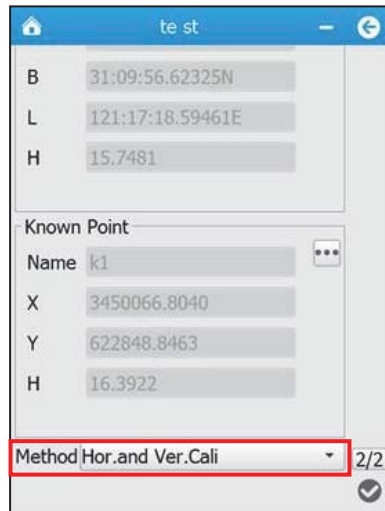 te st
B 31:09:56.62325N
L 121:17:18.59461E
H 15.7481
Known Point
Name k1
X 3450066.8040
Y 622848.8463
H 16.3922
Method Hor.and Ver.Cali 2/2